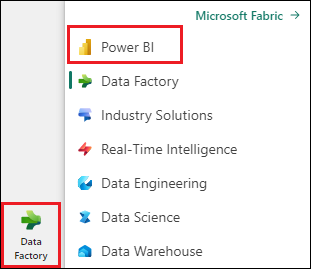 Microsoft Fabric →
Power BI
Data Factory
Industry Solutions
Real-Time Intelligence
Data Engineering
Data Science
Data Warehouse
Data
Factory